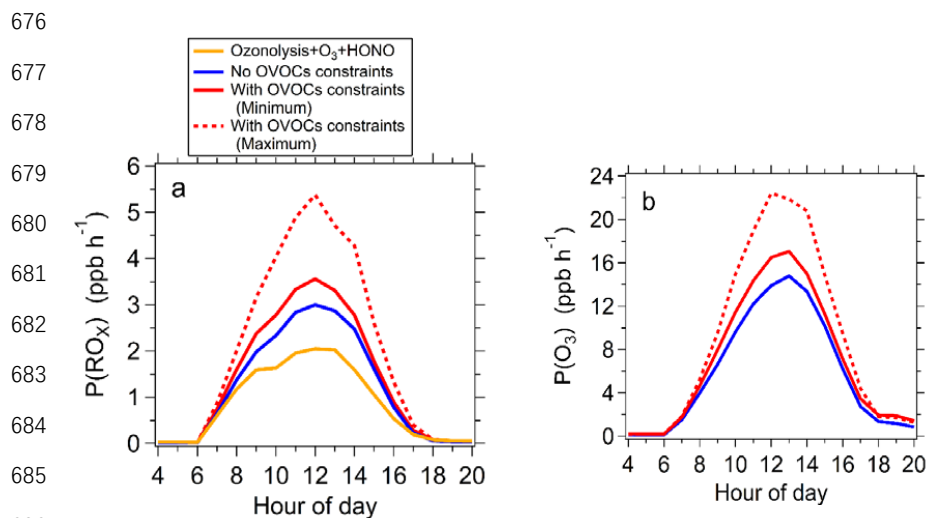 676
677
678
679
680
681
682
683
684
685
Ozonolysis+O3+HONO
No OVOCs constraints
With OVOCs constraints
(Minimum)
With OVOCs constraints
(Maximum)
a
P(ROX) (ppb h-1)
6
5
4
3
2
1
0
4 6 8 10 12 14 16 18 20
Hour of day
b
P(O3) (ppb h-1)
24
20
16
12
8
4
0
4 6 8 10 12 14 16 18 20
Hour of day